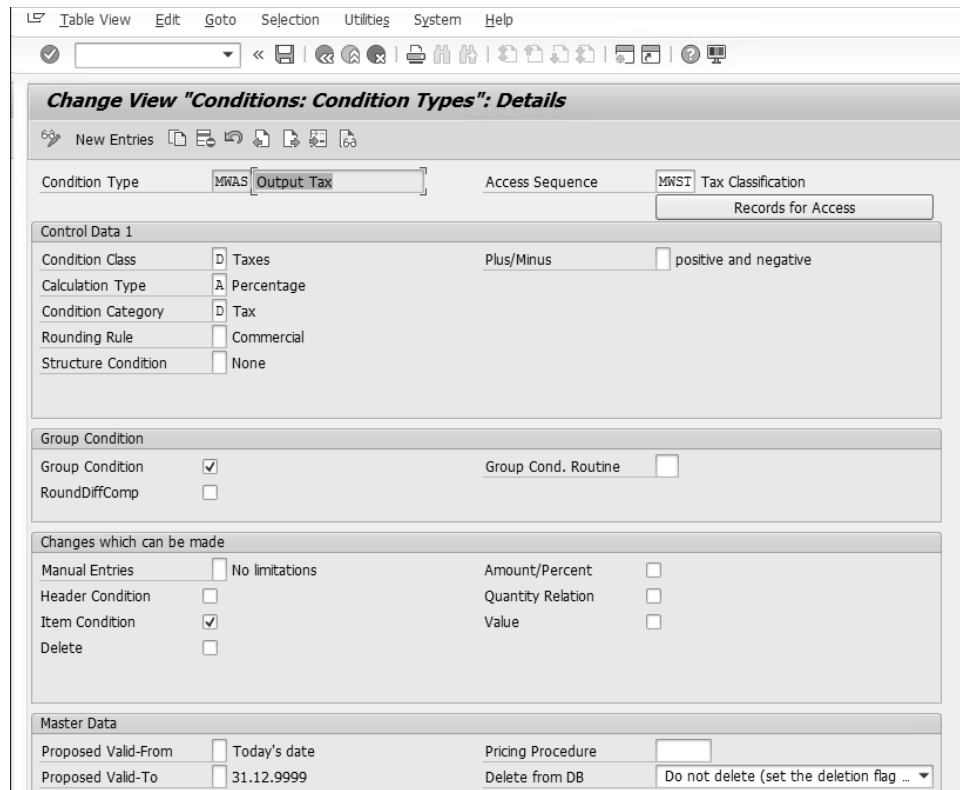 Table View Edit Goto Selection Utilities System Help
Change View "Conditions: Condition Types": Details
New Entries
Condition Type MWAS Output Tax Access Sequence MWST Tax Classification
Records for Access
Control Data 1
Condition Class D Taxes Plus/Minus positive and negative
Calculation Type A Percentage
Condition Category D Tax
Rounding Rule Commercial
Structure Condition None
Group Condition
Group Condition Group Cond. Routine
RoundDiffComp
Changes which can be made
Manual Entries No limitations Amount/Percent
Header Condition Quantity Relation
Item Condition Value
Delete
Master Data
Proposed Valid-From Today's date Pricing Procedure
Proposed Valid-To 31.12.9999 Delete from DB Do not delete (set the deletion flag ...